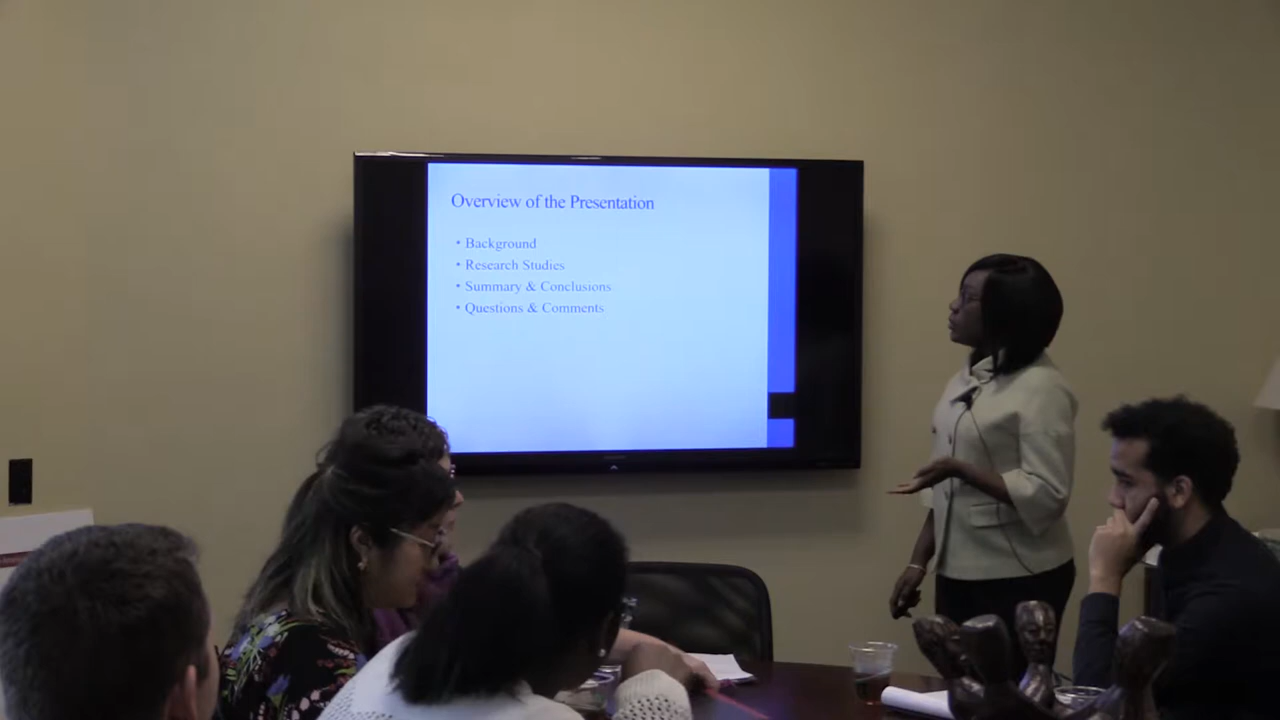 Overview of the Presentation
• Background
• Research Studies
• Summary & Conclusions
• Questions & Comments